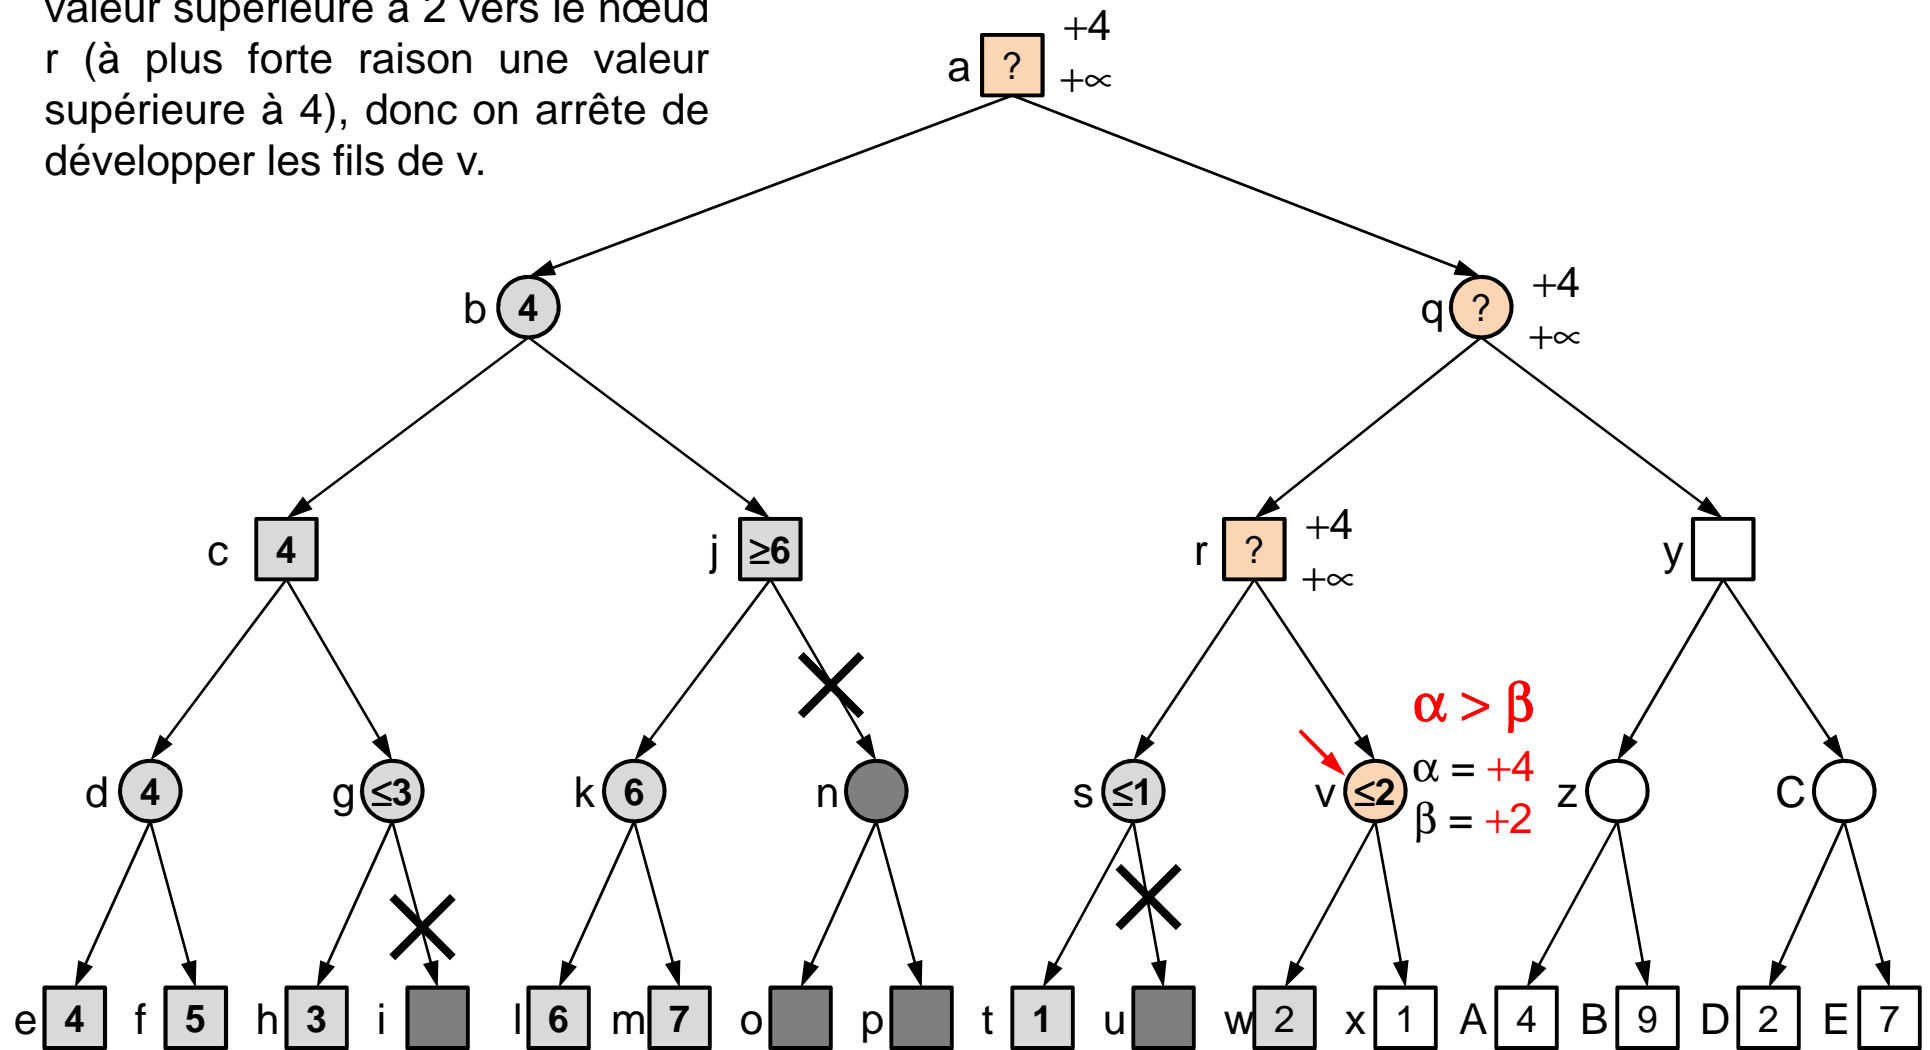 valeur supérieure à 2 vers le nœud
r (à plus forte raison une valeur
supérieure à 4), donc on arrête de
développer les fils de v.
a ? +4
+∝
b 4
q ? +4
+∝
c 4
j ≥6
r ? +4
+∝
y
d 4
g ≤3
k 6
n
s ≤1
v ≤2
α > β
α = +4
β = +2
z
C
e 4
f 5
h 3
i
l 6
m 7
o
p
t 1
u
w 2
x 1
A 4
B 9
D 2
E 7